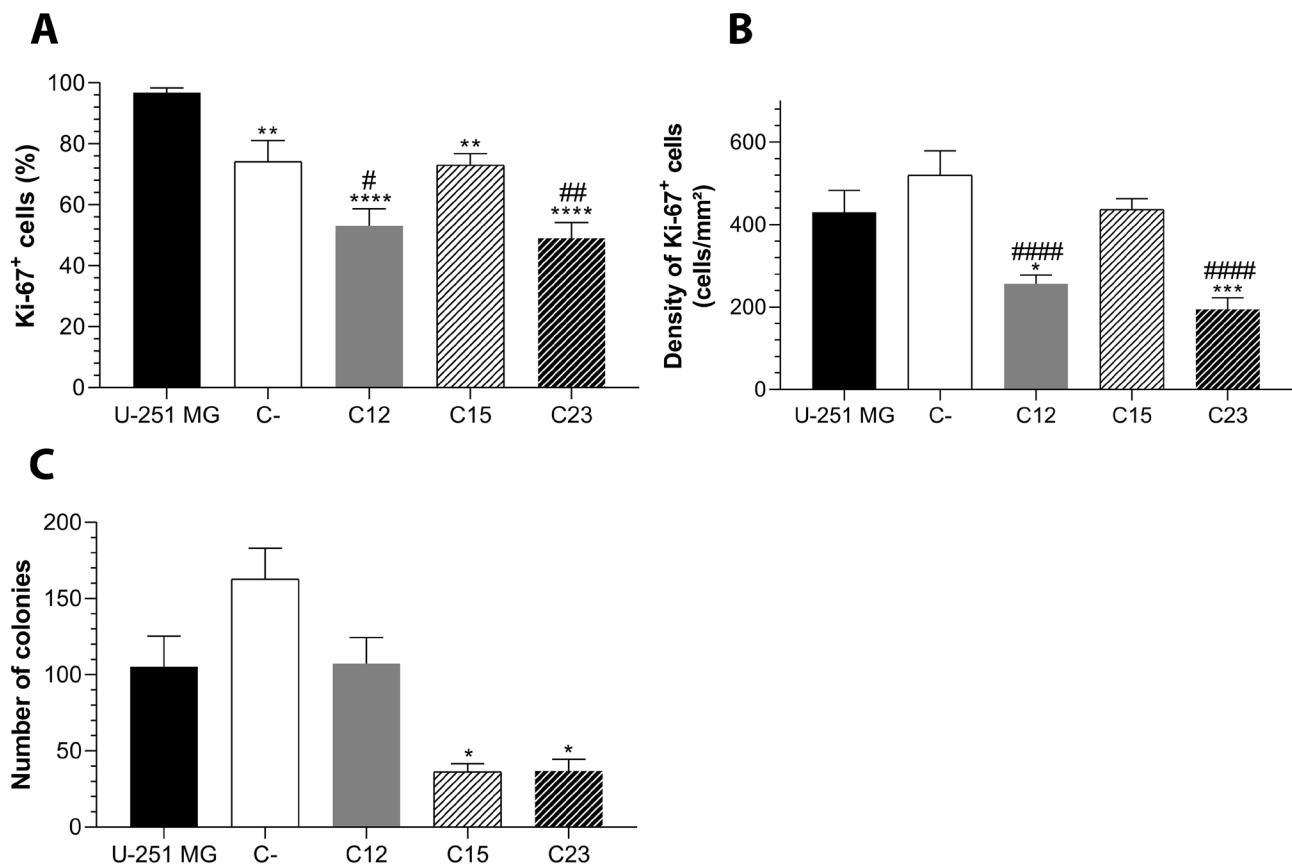 A
Ki-67⁺ cells (%)
100
80
60
40
20
0
**
#
****
**
##
****
U-251 MG C- C12 C15 C23
B
Density of Ki-67⁺ cells
(cells/mm²)
600
400
200
0
####
*
####
***
U-251 MG C- C12 C15 C23
C
Number of colonies
200
150
100
50
0
* *
U-251 MG C- C12 C15 C23